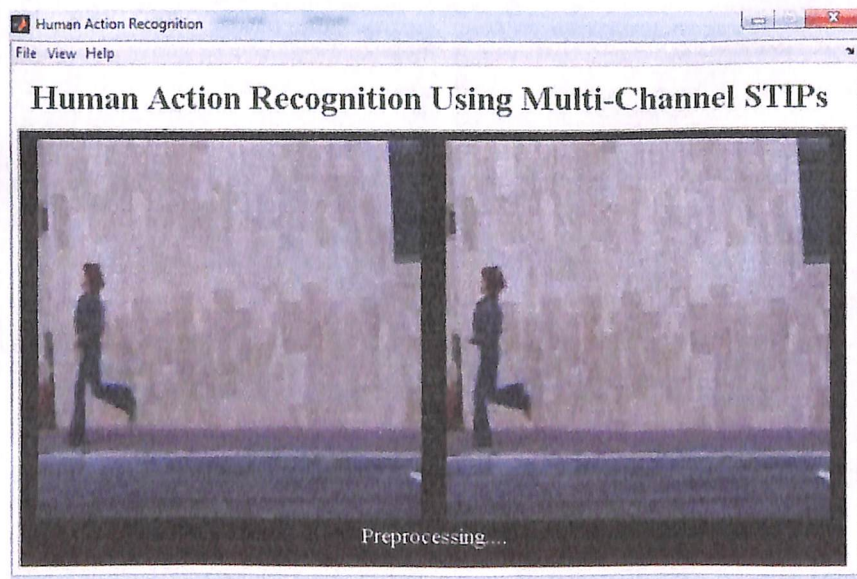 Human Action Recognition
File View Help
Human Action Recognition Using Multi-Channel STIPs
Preprocessing....